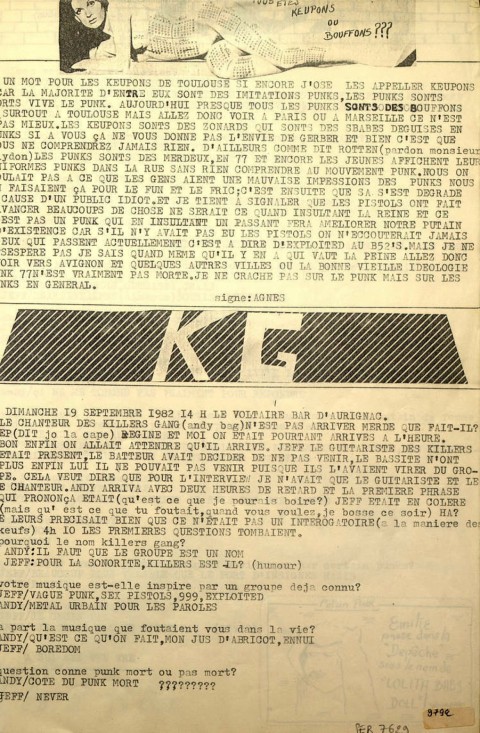 TOUS ETES
KEUPONS
OU
BOUFFONS???
UN MOT POUR LES KEUPONS DE TOULOUSE SI ENCORE J'OSE LES APPELLER KEUPONS
CAR LA MAJORITE D'ENTRE EUX SONT DES IMITATIONS PUNKS,LES PUNKS SONTS
ORTS VIVE LE PUNK. AUJOURD'HUI PRESQUE TOUS LES PUNKS SONTS DES BOUFFONS
SURTOUT A TOULOUSE MAIS ALLEZ DONC VOIR A PARIS OU A MARSEILLE CE N'EST
PAS MIEUX.LES KEUPONS SONTS DES ZONARDS QUI SONTS DES BABES DEGUISES EN
UNKS SI A VOUS çA NE VOUS DONNE PAS L'ENVIE DE GERBER ET BIEN C'EST QUE
OUS NE COMPRENDREZ JAMAIS RIEN. D'AILLEURS COMME DIT ROTTEN(pardon monsieur
ydon)LES PUNKS SONTS DES MERDEUX,EN 77 ET ENCORE LES JEUNES AFFICHENT LEUR
IFORMES PUNKS DANS LA RUE SANS RIEN COMPRENDRE AU MOUVEMENT PUNK.NOUS ON
OULAIT PAS A CE QUE LES GENS AIENT UNE MAUVAISE IMPESSIONS DES PUNKS NOUS
FAISAIENT çA POUR LE FUN ET LE FRIC;C'EST ENSUITE QUE SA S'EST DEGRADE
CAUSE D'UN PUBLIC IDIOT,ET JE TIENT A SIGNALER QUE LES PISTOLS ONT FAIT
AVANCER BEAUCOUPS DE CHOSE NE SERAIT CE QUAND INSULTANT LA REINE ET CE
EST PAS UN PUNK QUI EN INSULTANT UN PASSANT FERA AMELIORER NOTRE PUTAIN
D'EXISTENCE CAR S'IL N'Y AVAIT PAS EU LES PISTOLS ON N'ECOUTERAIT JAMAIS
EUX QUI PASSENT ACTUELLEMENT C'EST A DIRE D'EXPLOITED AU B52'S.MAIS JE NE
SESPERE PAS JE SAIS QUAND MEME QU'IL Y EN A QUI VAUT LA PEINE ALLEZ DONC
OIR VERS AVIGNON ET QUELQUES AUTRES VILLES OU LA BONNE VIEILLE IDEOLOGIE
UNK 77N'EST VRAIMENT PAS MORTE.JE NE CRACHE PAS SUR LE PUNK MAIS SUR LES
UNKS EN GENERAL.
signe:AGNES
KG
DIMANCHE 19 SEPTEMBRE 1982 14 H LE VOLTAIRE BAR D'AURIGNAC.
LE CHANTEUR DES KILLERS GANG(andy bag)N'EST PAS ARRIVER MERDE QUE FAIT-IL?
EP(DIT jo la cape) REGINE ET MOI ON ETAIT POURTANT ARRIVES A L'HEURE.
BON ENFIN ON ALLAIT ATTENDRE QU'IL ARRIVE. JEFF LE GUITARISTE DES KILLERS
ETAIT PRESENT,LE BATTEUR AVAIT DECIDER DE NE PAS VENIR,LE BASSITE N'ONT
PLUS ENFIN LUI IL NE POUVAIT PAS VENIR PUISQUE ILS L'AVAIENT VIRER DU GRO-
PE. CELA VEUT DIRE QUE POUR L'INTERVIEW JE N'AVAIT QUE LE GUITARISTE ET LE
E CHANTEUR.ANDY ARRIVA AVEC DEUX HEURES DE RETARD ET LA PREMIERE PHRASE
QUI PRONONçA ETAIT(qu'est ce que je pourais boire?) JEFF ETAIT EN COLERE
(mais qu' est ce que tu foutait,quand vous voulez,je bosse ce soir) HA?
E LEURS PRECISAIT BIEN QUE CE N'ETAIT PAS UN INTEROGATOIRE(a la maniere des
keufs) 4h 10 LES PREMIERES QUESTIONS TOMBAIENT.
pourquoi le nom killers gang?
ANDY:IL FAUT QUE LE GROUPE EST UN NOM
JEFF:POUR LA SONORITE,KILLERS EST IL? (humour)
votre musique est-elle inspire par un groupe deja connu?
JEFF/VAGUE PUNK,SEX PISTOLS,999,EXPLOITED
ANDY/METAL URBAIN POUR LES PAROLES
a part la musique que foutaient vous dans la vie?
ANDY/QU'EST CE QU'ON FAIT,MON JUS D'ABRICOT,ENNUI
JEFF/ BOREDOM
question conne punk mort ou pas mort?
ANDY/COTE DU PUNK MORT ?????????
JEFF/ NEVER
Emilie
DOLL
PER 7629